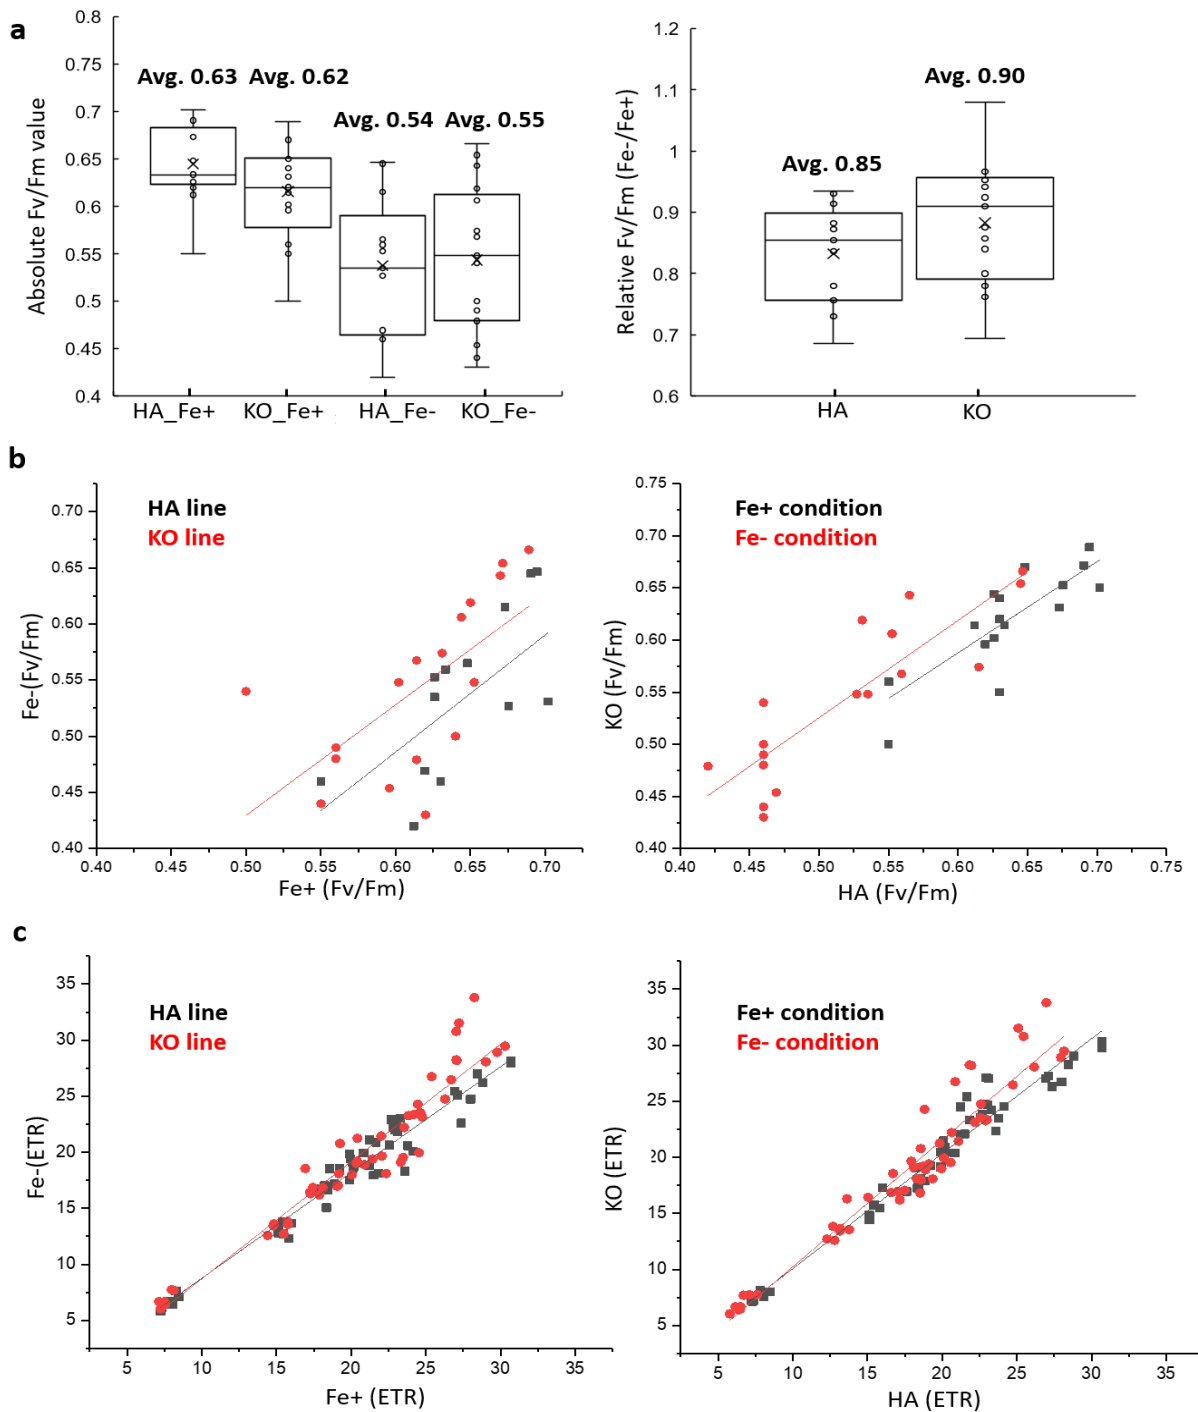 a
0.8
0.75
0.7
0.65
0.6
0.55
0.5
0.45
0.4
Absolute Fv/Fm value
Avg. 0.63
Avg. 0.62
Avg. 0.54
Avg. 0.55
HA_Fe+
KO_Fe+
HA_Fe-
KO_Fe-
1.2
1.1
1
0.9
0.8
0.7
0.6
Relative Fv/Fm (Fe-/Fe+)
Avg. 0.85
Avg. 0.90
HA
KO
b
0.70
0.65
0.60
0.55
0.50
0.45
0.40
Fe-(Fv/Fm)
HA line
KO line
0.40 0.45 0.50 0.55 0.60 0.65 0.70
Fe+ (Fv/Fm)
0.75
0.70
0.65
0.60
0.55
0.50
0.45
0.40
KO (Fv/Fm)
Fe+ condition
Fe- condition
0.40 0.45 0.50 0.55 0.60 0.65 0.70 0.75
HA (Fv/Fm)
c
35
30
25
20
15
10
5
Fe-(ETR)
HA line
KO line
5 10 15 20 25 30 35
Fe+ (ETR)
35
30
25
20
15
10
5
KO (ETR)
Fe+ condition
Fe- condition
5 10 15 20 25 30 35
HA (ETR)